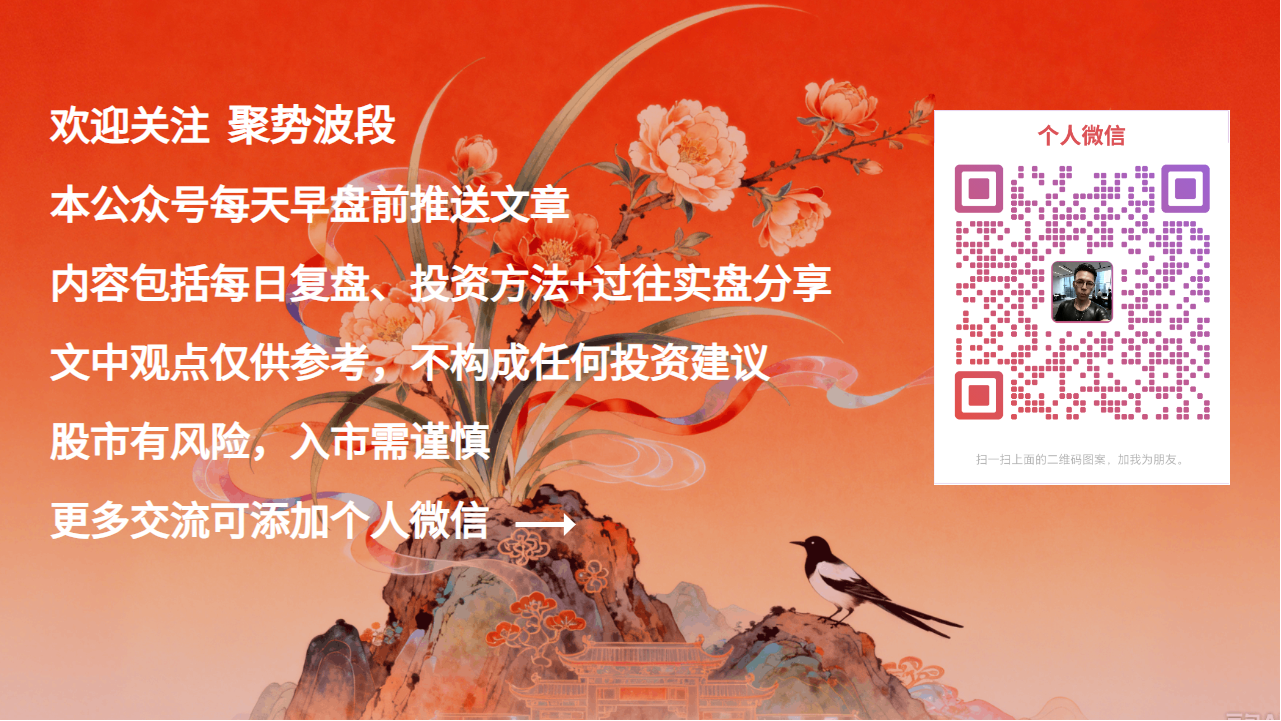 欢迎关注 聚势波段
本公众号每天早盘前推送文章
内容包括每日复盘、投资方法+过往实盘分享
文中观点仅供参考，不构成任何投资建议
股市有风险，入市需谨慎
更多交流可添加个人微信
个人微信
扫一扫上面的二维码图案，加我为朋友。